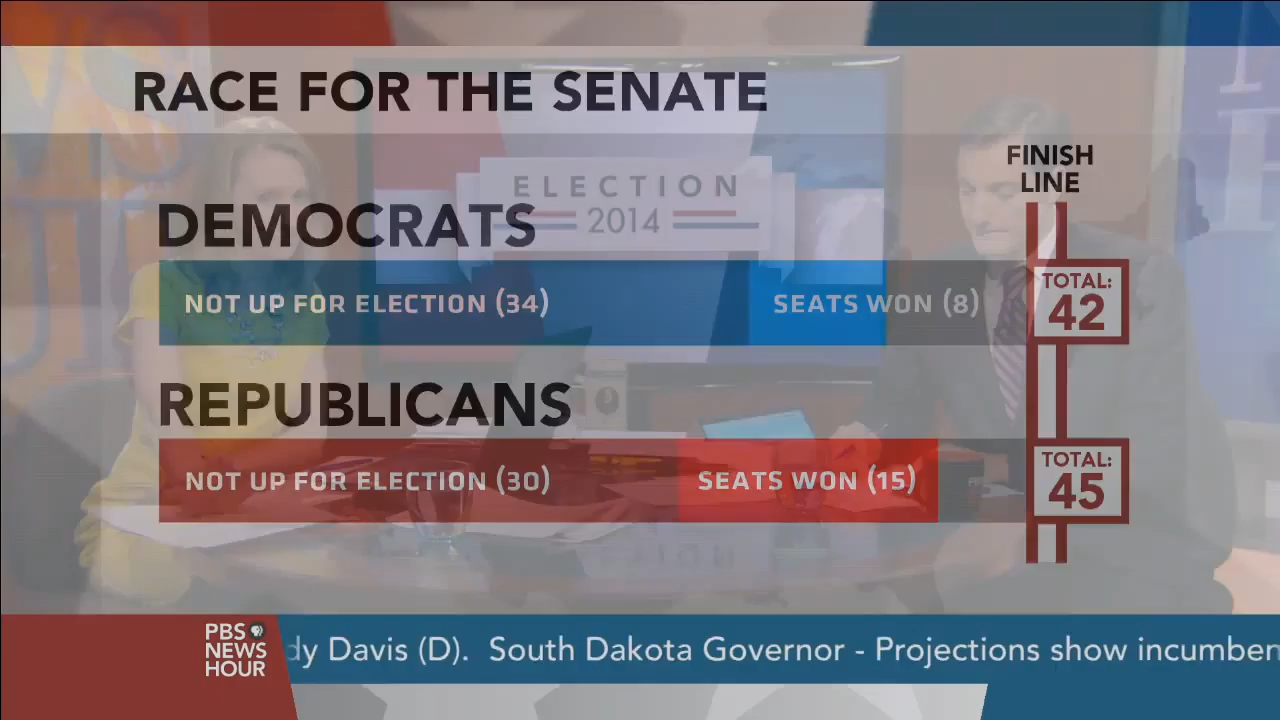 RACE FOR THE SENATE
FINISH
LINE
ELECTION
2014
DEMOCRATS
NOT UP FOR ELECTION (34)
SEATS WON (8)
TOTAL:
42
REPUBLICANS
NOT UP FOR ELECTION (30)
SEATS WON (15)
TOTAL:
45
PBS
NEWS
HOUR
dy Davis (D). South Dakota Governor - Projections show incumben